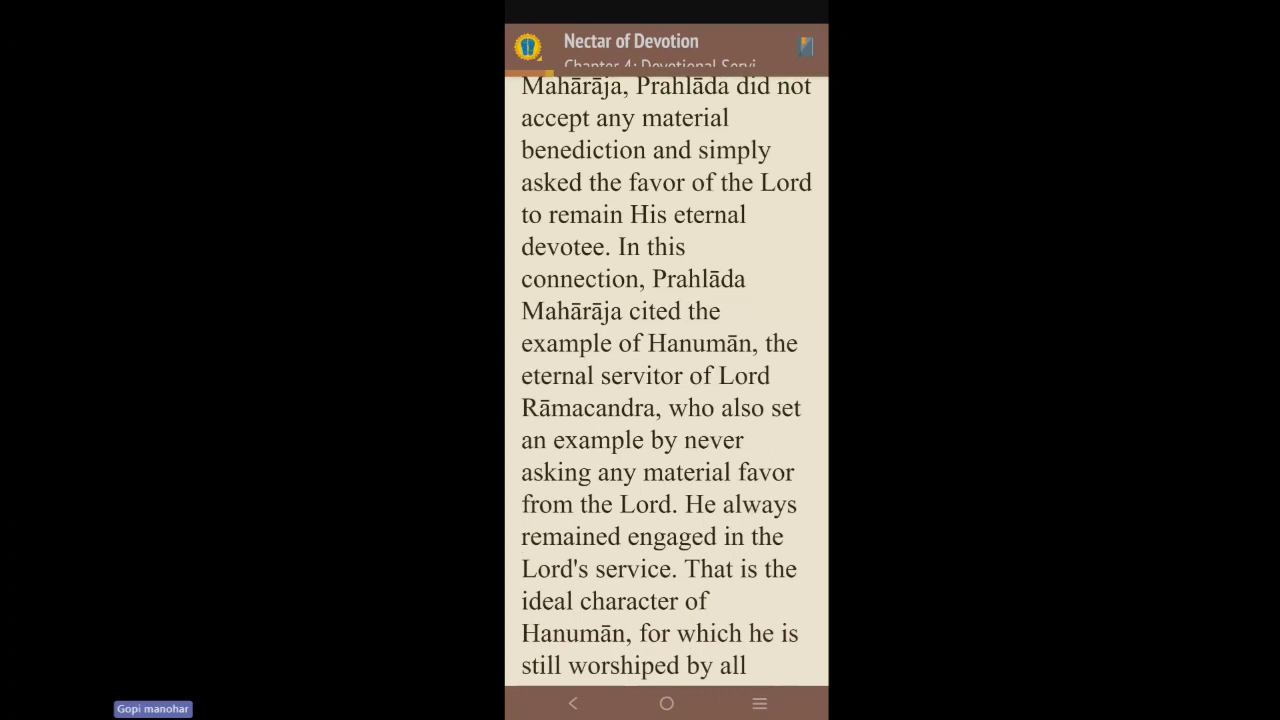 Nectar of Devotion
Chapter 4: Devotional Servi
Mahārāja, Prahlāda did not
accept any material
benediction and simply
asked the favor of the Lord
to remain His eternal
devotee. In this
connection, Prahlāda
Mahārāja cited the
example of Hanumān, the
eternal servitor of Lord
Rāmacandra, who also set
an example by never
asking any material favor
from the Lord. He always
remained engaged in the
Lord's service. That is the
ideal character of
Hanumān, for which he is
still worshiped by all
Gopi manohar